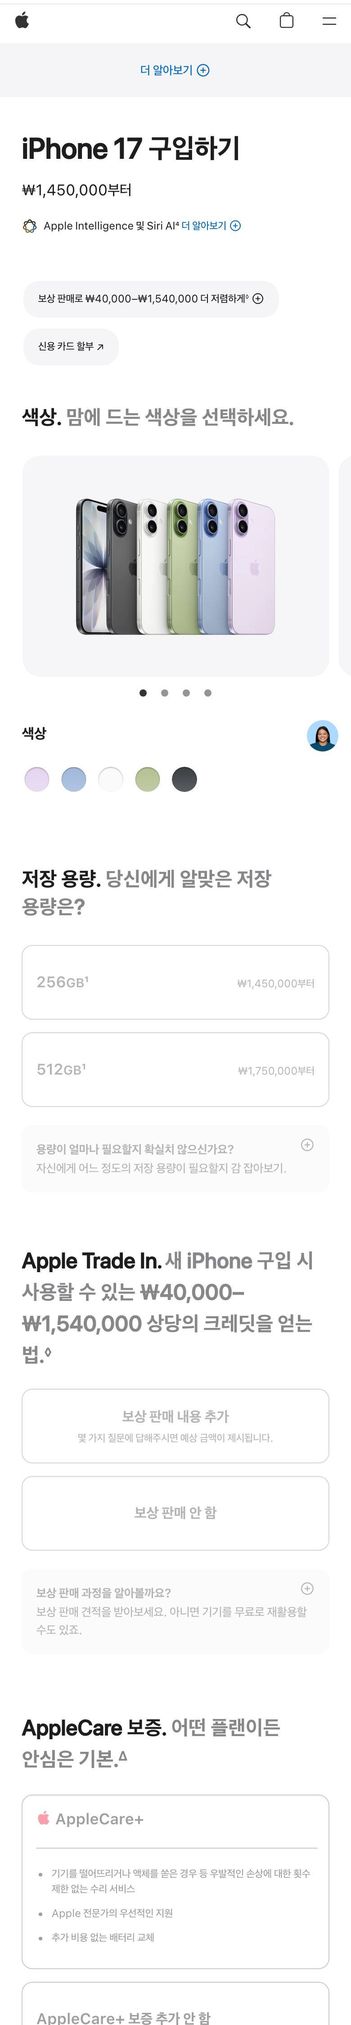 더 알아보기
iPhone 17 구입하기
₩1,450,000부터
Apple Intelligence 및 Siri AI⁴ 더 알아보기
보상 판매로 ₩40,000–₩1,540,000 더 저렴하게◊
신용 카드 할부 ↗
색상. 맘에 드는 색상을 선택하세요.
색상
저장 용량. 당신에게 알맞은 저장
용량은?
256GB¹ ₩1,450,000부터
512GB¹ ₩1,750,000부터
용량이 얼마나 필요할지 확실치 않으신가요?
자신에게 어느 정도의 저장 용량이 필요할지 감 잡아보기.
Apple Trade In. 새 iPhone 구입 시
사용할 수 있는 ₩40,000–
₩1,540,000 상당의 크레딧을 얻는
법.◊
보상 판매 내용 추가
몇 가지 질문에 답해주시면 예상 금액이 제시됩니다.
보상 판매 안 함
보상 판매 과정을 알아볼까요?
보상 판매 견적을 받아보세요. 아니면 기기를 무료로 재활용할
수도 있죠.
AppleCare 보증. 어떤 플랜이든
안심은 기본.∆
AppleCare+
• 기기를 떨어뜨리거나 액체를 쏟은 경우 등 우발적인 손상에 대한 횟수
제한 없는 수리 서비스
• Apple 전문가의 우선적인 지원
• 추가 비용 없는 배터리 교체
AppleCare+ 보증 추가 안 함